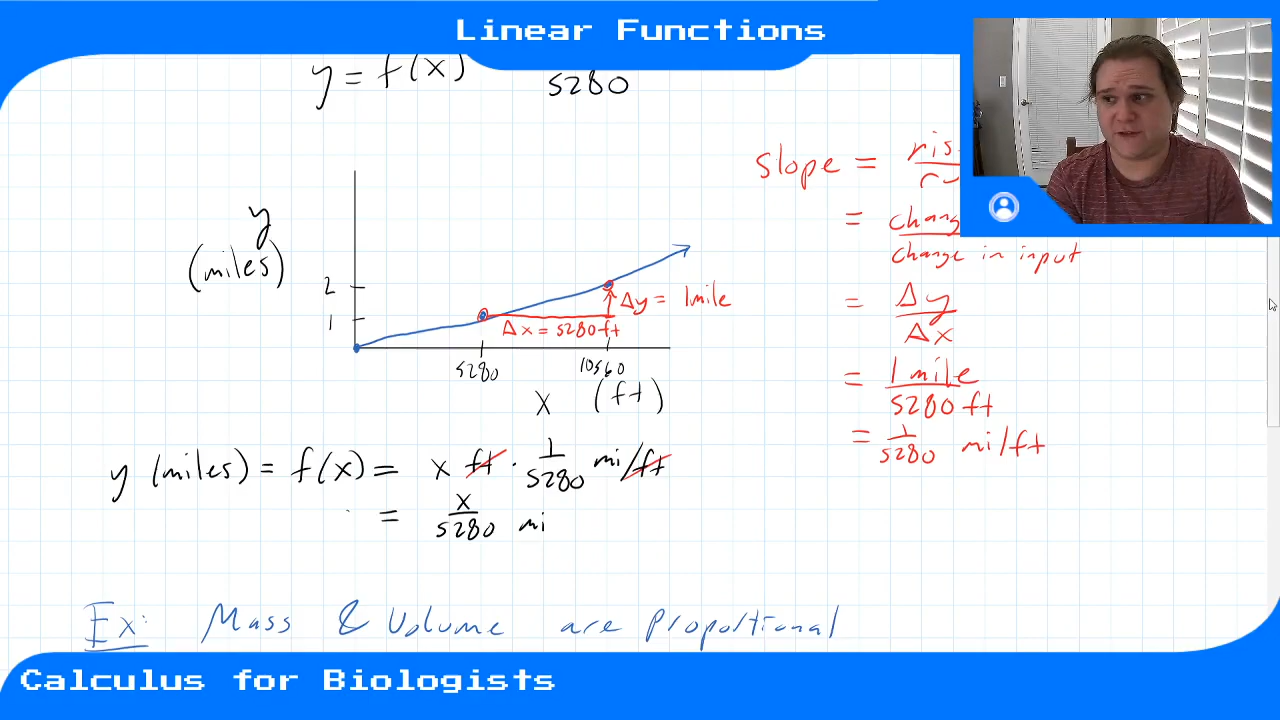 Linear Functions
y = f(x)
5280
slope =
= 
change in input
y
(miles)
2
1
Δy = 1 mile
Δx = 5280 ft
5280
10560
x (ft)
= Δy
Δx
= 1 mile
5280 ft
= 1/5280 mi/ft
y (miles) = f(x) = x ft · 1/5280 mi/ft
= x/5280 mi
Ex: Mass & Volume are Proportional
Calculus for Biologists